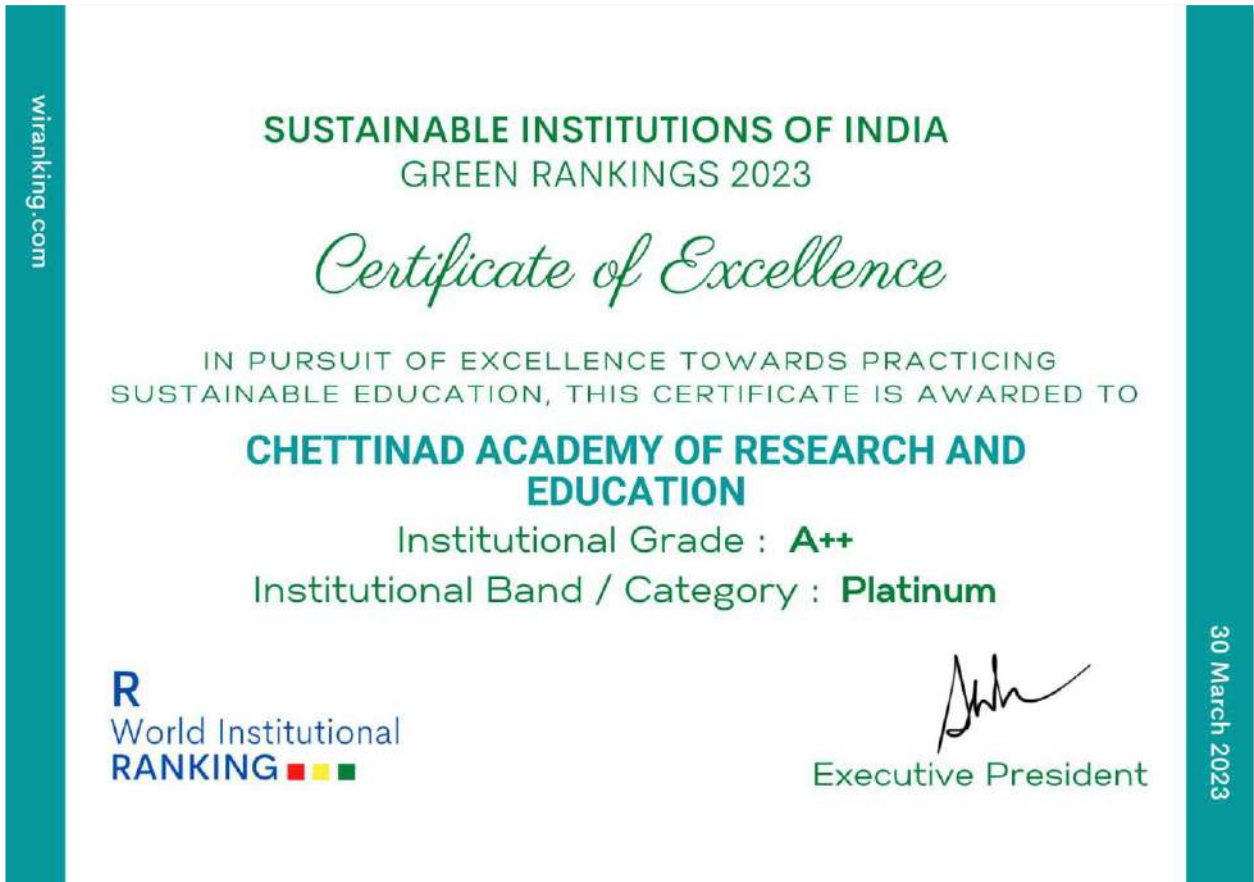 wiranking.com
SUSTAINABLE INSTITUTIONS OF INDIA
GREEN RANKINGS 2023
Certificate of Excellence
IN PURSUIT OF EXCELLENCE TOWARDS PRACTICING
SUSTAINABLE EDUCATION, THIS CERTIFICATE IS AWARDED TO
CHETTINAD ACADEMY OF RESEARCH AND
EDUCATION
Institutional Grade : A++
Institutional Band / Category : Platinum
R
World Institutional
RANKING
Executive President
30 March 2023